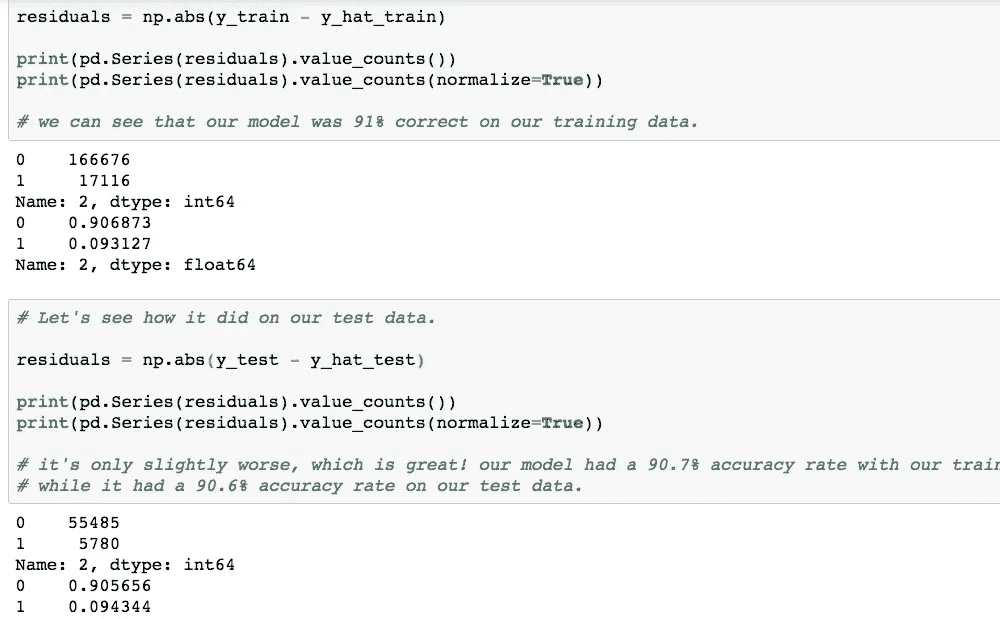 residuals = np.abs(y_train - y_hat_train)
print(pd.Series(residuals).value_counts())
print(pd.Series(residuals).value_counts(normalize=True))
# we can see that our model was 91% correct on our training data.
0    166676
1     17116
Name: 2, dtype: int64
0    0.906873
1    0.093127
Name: 2, dtype: float64
# Let's see how it did on our test data.
residuals = np.abs(y_test - y_hat_test)
print(pd.Series(residuals).value_counts())
print(pd.Series(residuals).value_counts(normalize=True))
# it's only slightly worse, which is great! our model had a 90.7% accuracy rate with our train
# while it had a 90.6% accuracy rate on our test data.
0    55485
1     5780
Name: 2, dtype: int64
0    0.905656
1    0.094344